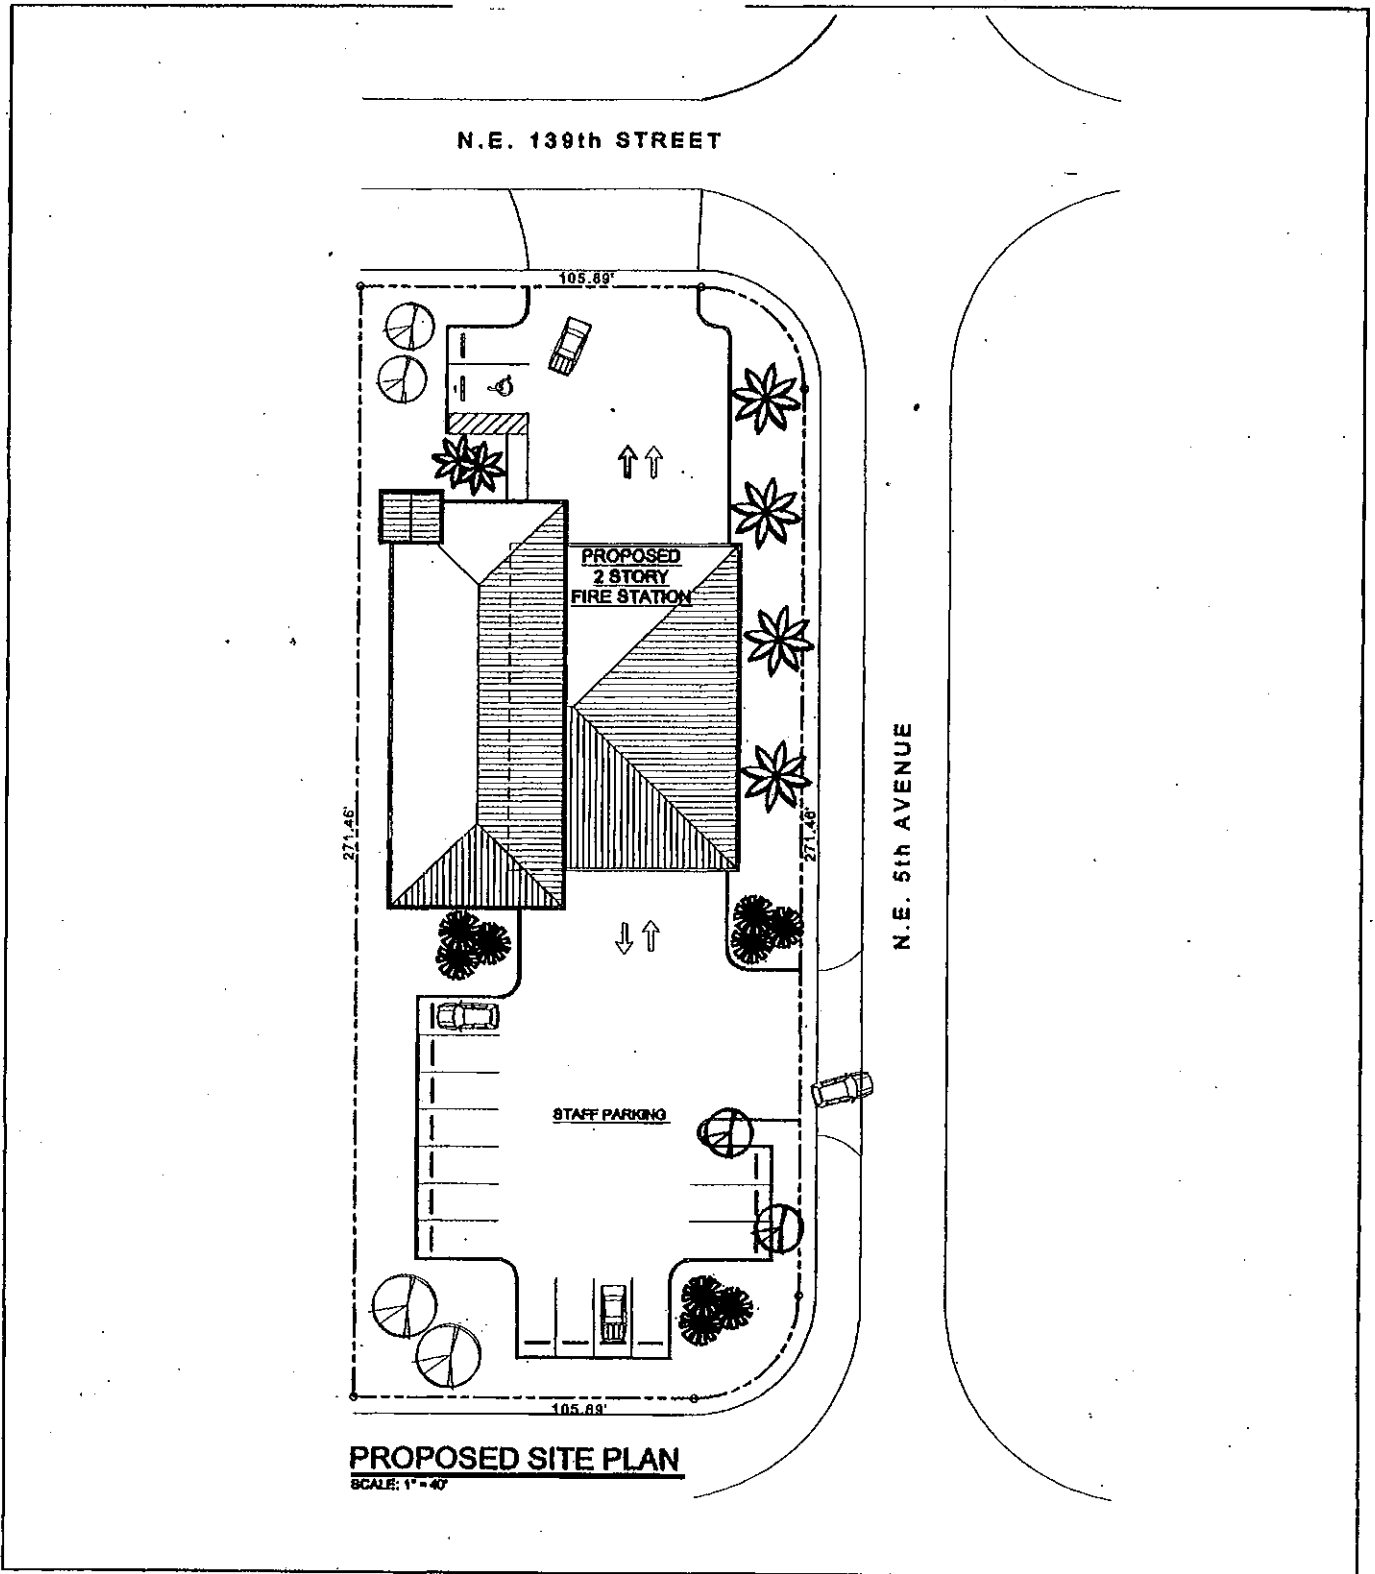 N.E. 139th STREET
105.89'
PROPOSED
2 STORY
FIRE STATION
271.46'
271.46'
N.E. 5th AVENUE
STAFF PARKING
105.89'
PROPOSED SITE PLAN
SCALE: 1" = 40'